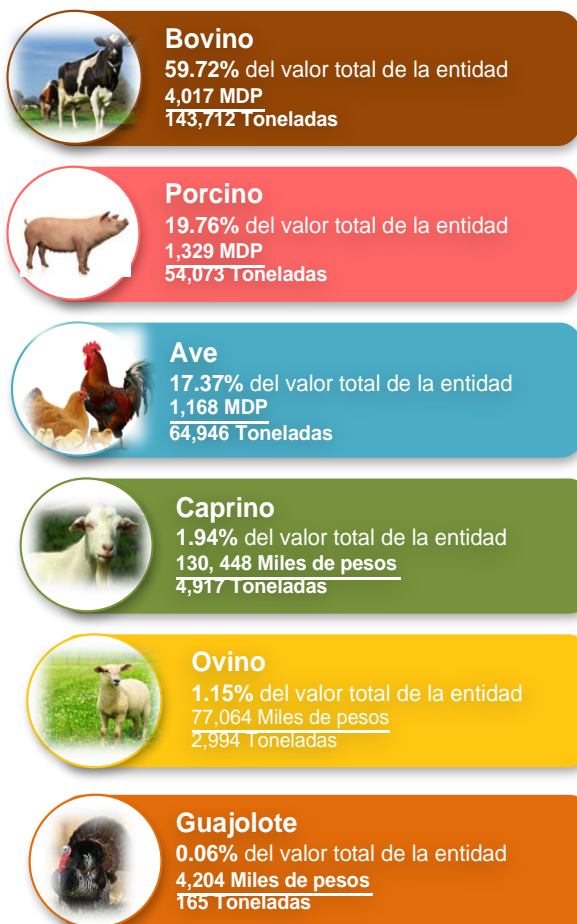 Bovino
59.72% del valor total de la entidad
4,017 MDP
143,712 Toneladas
Porcino
19.76% del valor total de la entidad
1,329 MDP
54,073 Toneladas
Ave
17.37% del valor total de la entidad
1,168 MDP
64,946 Toneladas
Caprino
1.94% del valor total de la entidad
130, 448 Miles de pesos
4,917 Toneladas
Ovino
1.15% del valor total de la entidad
77,064 Miles de pesos
2,994 Toneladas
Guajolote
0.06% del valor total de la entidad
4,204 Miles de pesos
165 Toneladas